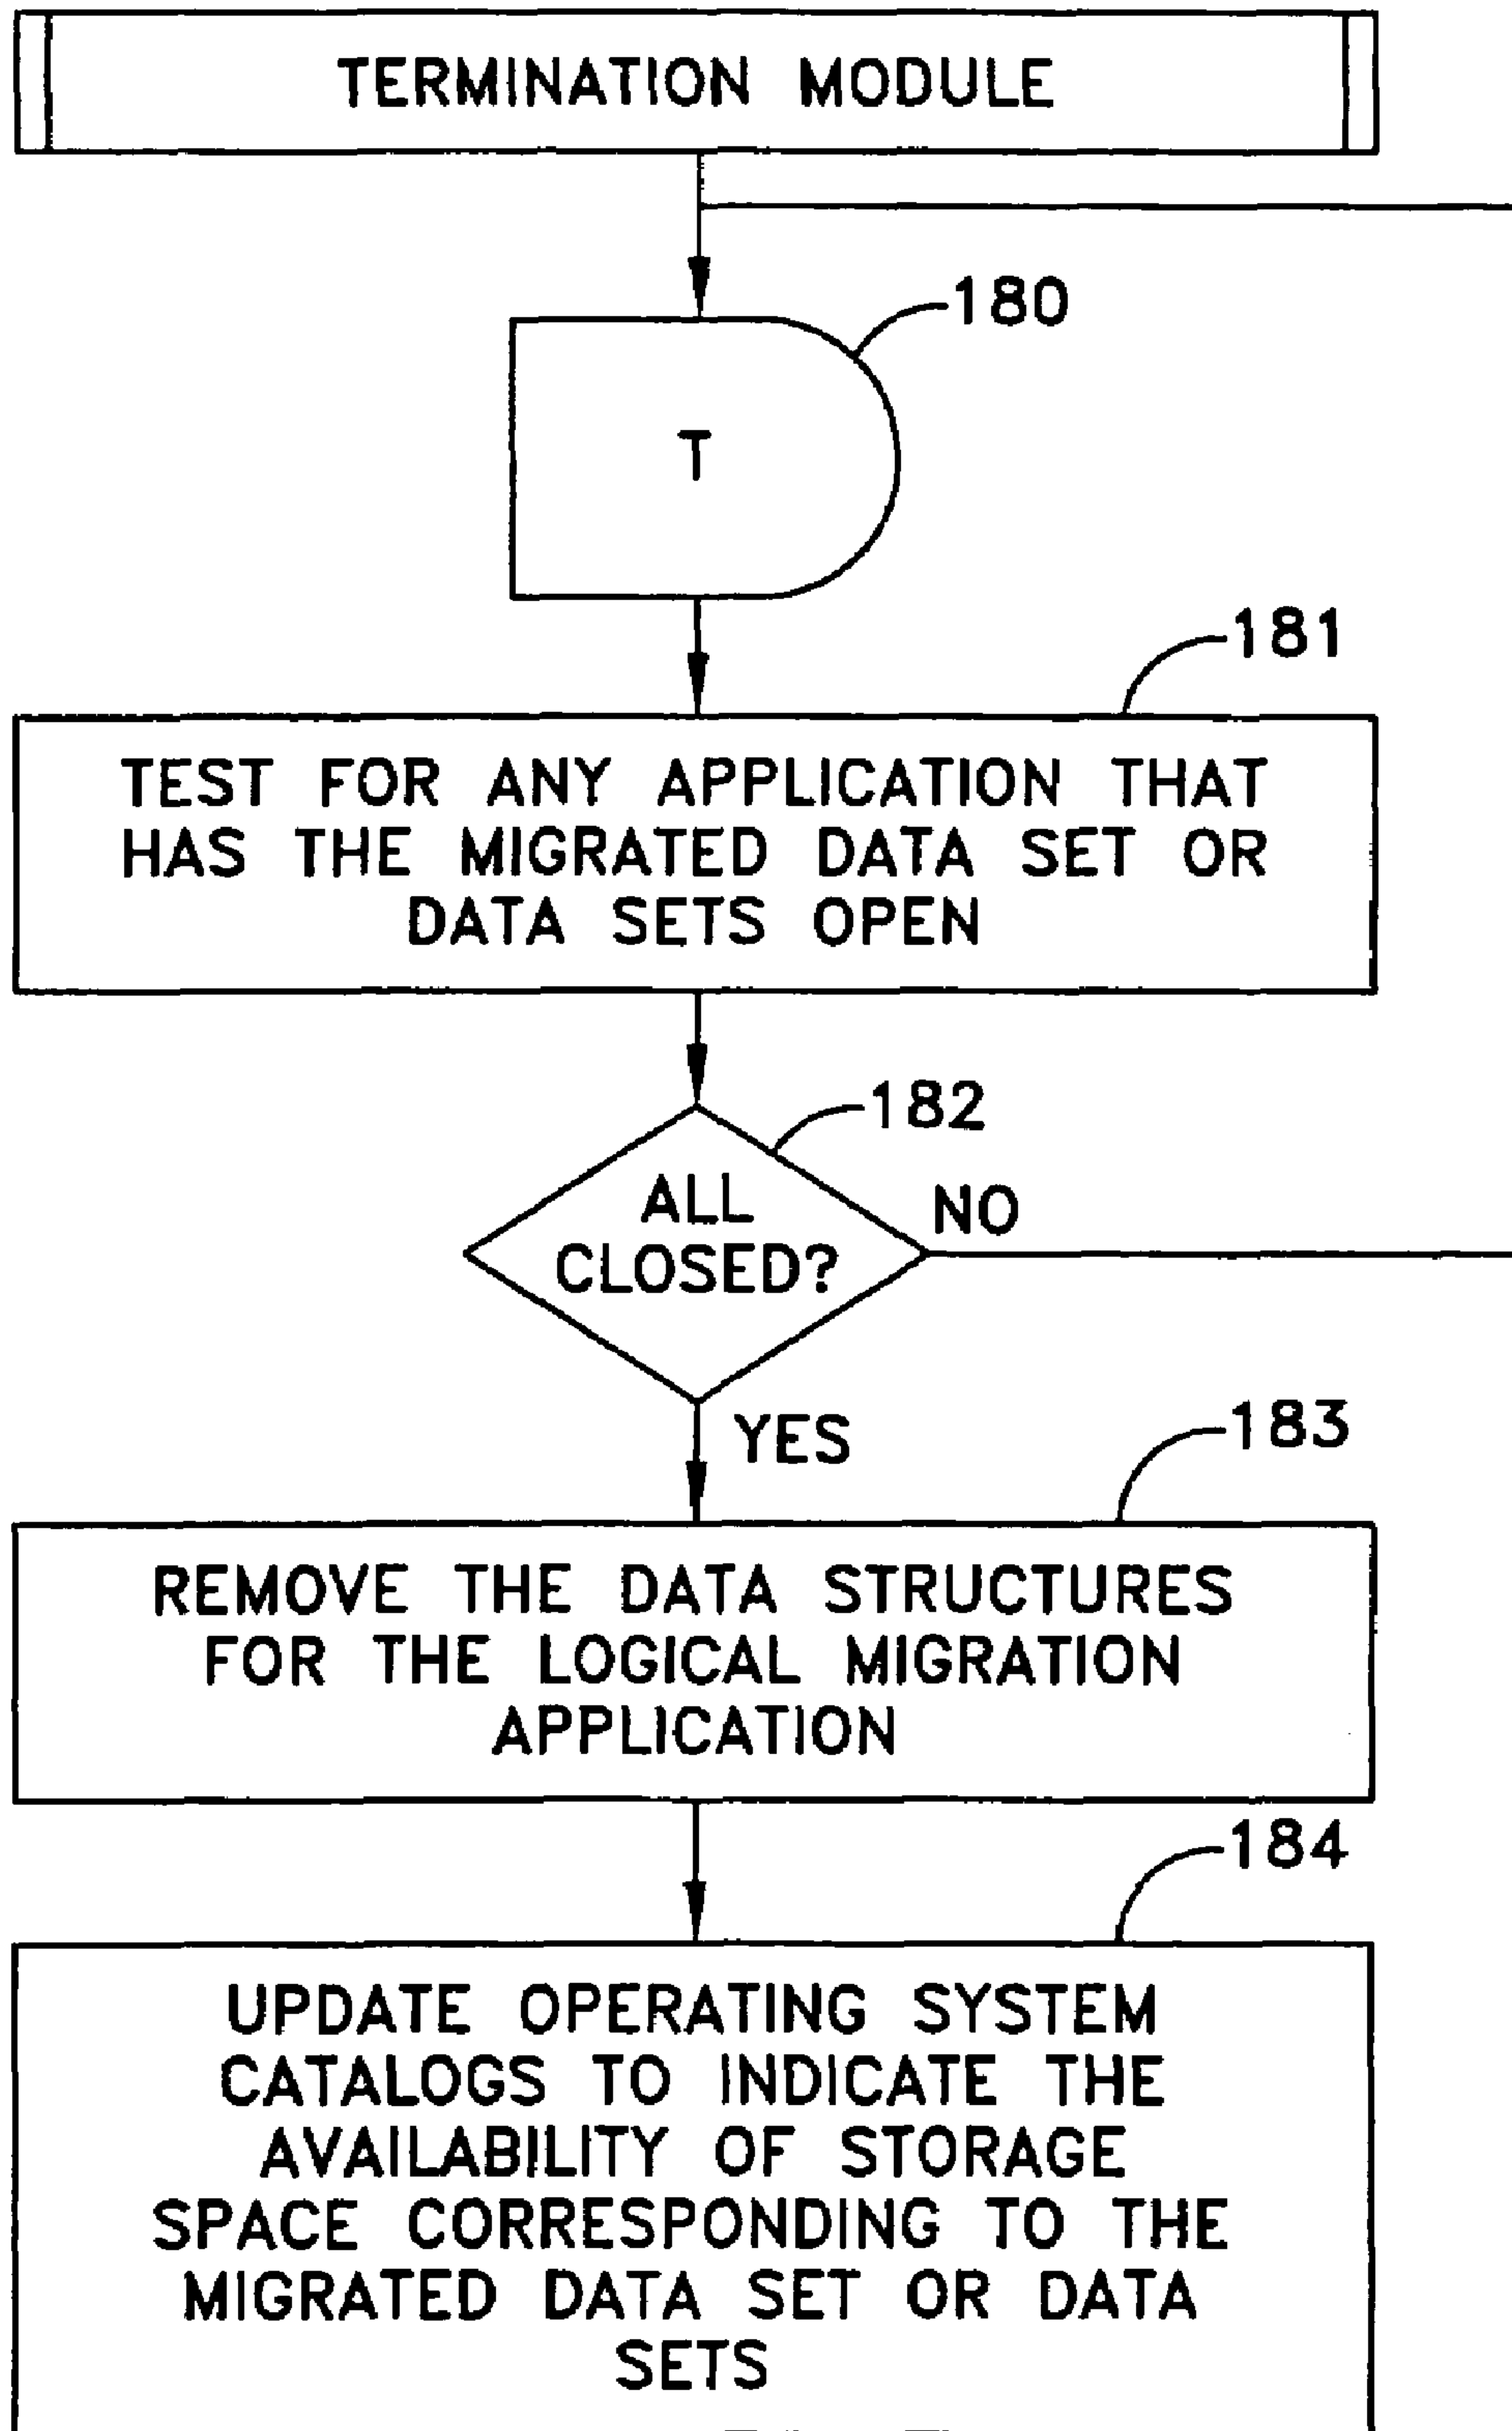 TERMINATION MODULE
180
T
181
TEST FOR ANY APPLICATION THAT
HAS THE MIGRATED DATA SET OR
DATA SETS OPEN
182
ALL
CLOSED?
NO
YES
183
REMOVE THE DATA STRUCTURES
FOR THE LOGICAL MIGRATION
APPLICATION
184
UPDATE OPERATING SYSTEM
CATALOGS TO INDICATE THE
AVAILABILITY OF STORAGE
SPACE CORRESPONDING TO THE
MIGRATED DATA SET OR DATA
SETS